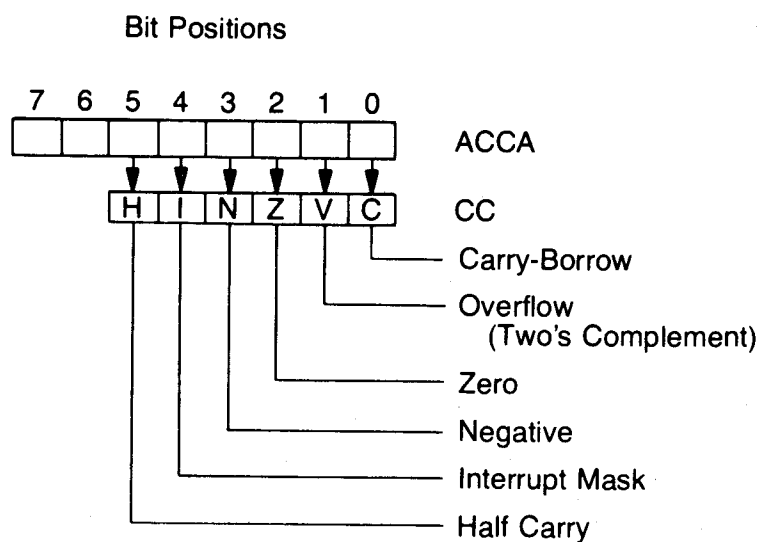 Bit Positions
7 6 5 4 3 2 1 0
ACCA
H I N Z V C CC
Carry-Borrow
Overflow
(Two's Complement)
Zero
Negative
Interrupt Mask
Half Carry